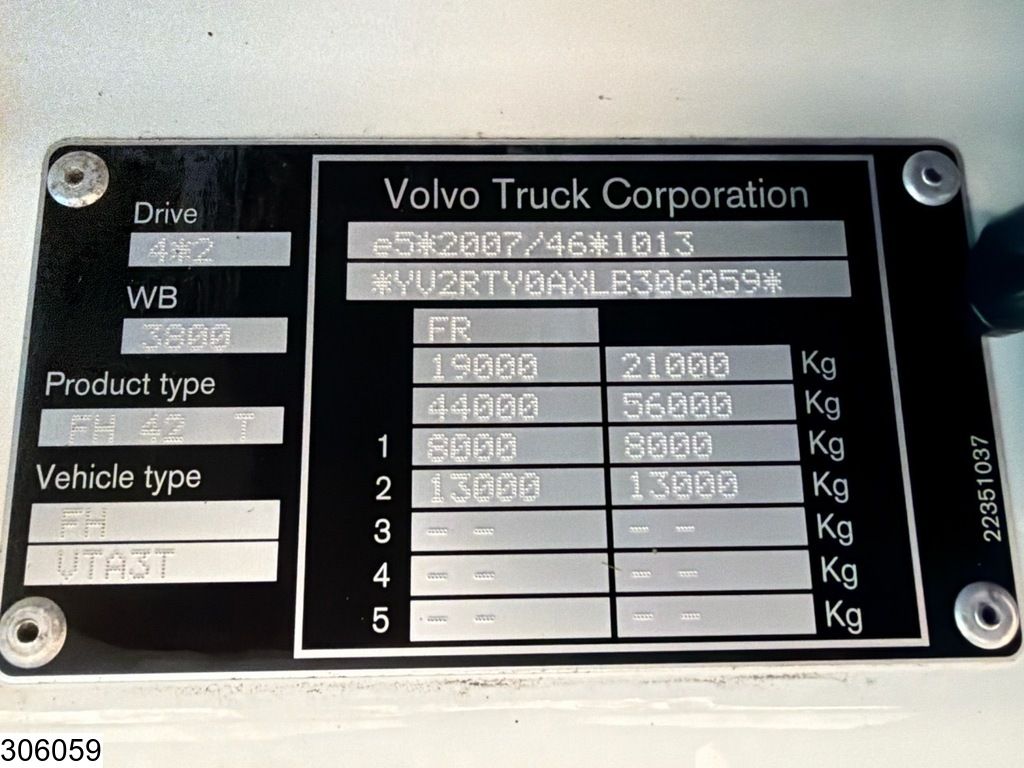 Drive
4*2
WB
3800
Product type
FH 42 T
Vehicle type
FH
VTA3T
Volvo Truck Corporation
e5*2007/46*1013
*YV2RTY0AXLB306059*
FR
19000 21000 Kg
44000 56000 Kg
1 8000 8000 Kg
2 13000 13000 Kg
3 -- -- -- -- Kg
4 -- -- -- -- Kg
5 -- -- -- -- Kg
22351037
306059